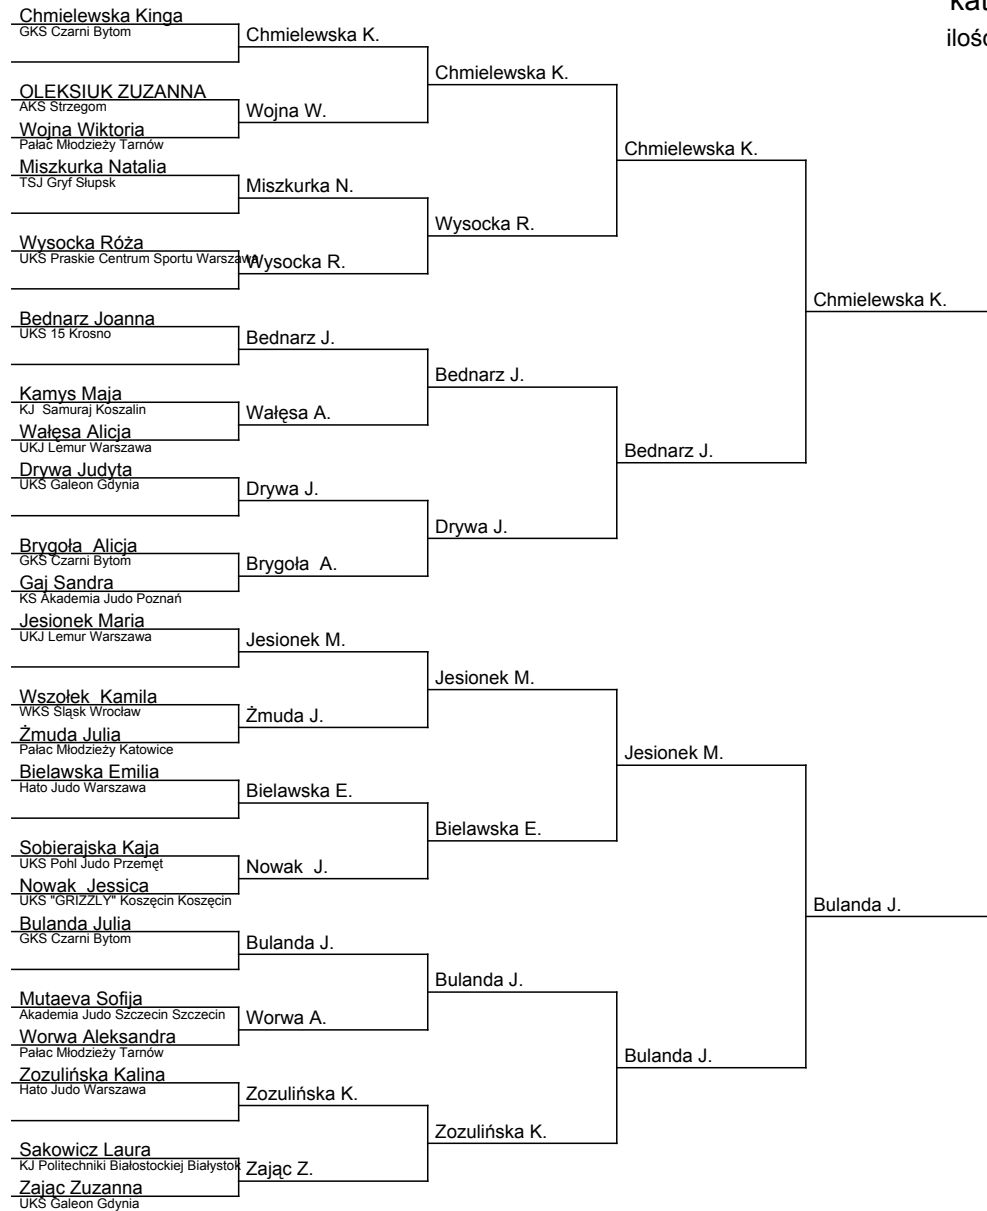 Chmielewska Kinga
GKS Czarni Bytom
OLEKSIUK ZUZANNA
AKS Strzegom
Wojna Wiktoria
Pałac Młodzieży Tarnów
Miszkurka Natalia
TSJ Gryf Słupsk
Wysocka Róża
UKS Praskie Centrum Sportu Warszawa
Bednarz Joanna
UKS 15 Krosno
Kamys Maja
KJ Samuraj Koszalin
Wałęsa Alicja
UKJ Lemur Warszawa
Drywa Judyta
UKS Galeon Gdynia
Brygoła Alicja
GKS Czarni Bytom
Gaj Sandra
KS Akademia Judo Poznań
Jesionek Maria
UKJ Lemur Warszawa
Wszołek Kamila
WKS Śląsk Wrocław
Żmuda Julia
Pałac Młodzieży Katowice
Bielawska Emilia
Hato Judo Warszawa
Sobierajska Kaja
UKS Pohl Judo Przemęt
Nowak Jessica
UKS "GRIZZLY" Koszęcin Koszęcin
Bulanda Julia
GKS Czarni Bytom
Mutaeva Sofija
Akademia Judo Szczecin Szczecin
Worwa Aleksandra
Pałac Młodzieży Tarnów
Zozulińska Kalina
Hato Judo Warszawa
Sakowicz Laura
KJ Politechniki Białostockiej Białystok
Zając Zuzanna
UKS Galeon Gdynia
Chmielewska K.
Wojna W.
Miszkurka N.
Wysocka R.
Bednarz J.
Wałęsa A.
Drywa J.
Brygoła A.
Jesionek M.
Żmuda J.
Bielawska E.
Nowak J.
Bulanda J.
Worwa A.
Zozulińska K.
Zając Z.
Chmielewska K.
Wysocka R.
Bednarz J.
Drywa J.
Jesionek M.
Bielawska E.
Bulanda J.
Zozulińska K.
Chmielewska K.
Bednarz J.
Jesionek M.
Bulanda J.
Chmielewska K.
Bulanda J.